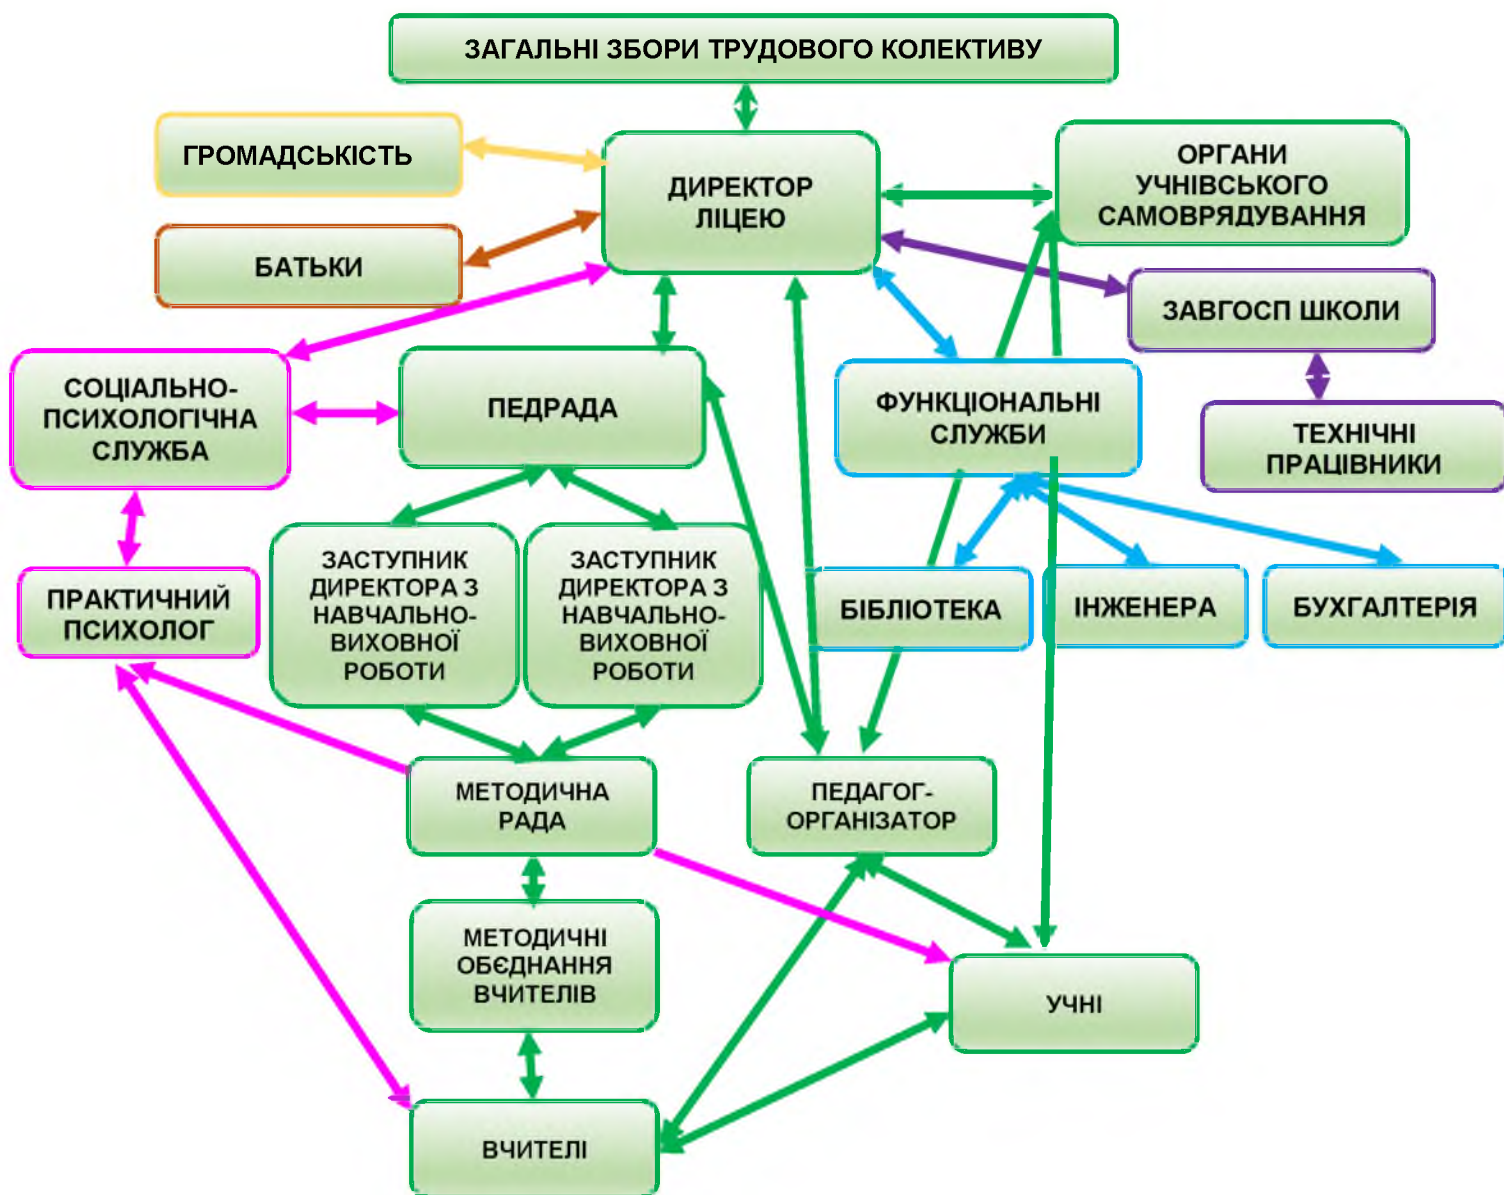 ЗАГАЛЬНІ ЗБОРИ ТРУДОВОГО КОЛЕКТИВУ
ГРОМАДСЬКІСТЬ
ДИРЕКТОР
ЛІЦЕЮ
ОРГАНИ
УЧНІВСЬКОГО
САМОВРЯДУВАННЯ
БАТЬКИ
ЗАВГОСП ШКОЛИ
СОЦІАЛЬНО-
ПСИХОЛОГІЧНА
СЛУЖБА
ПЕДРАДА
ФУНКЦІОНАЛЬНІ
СЛУЖБИ
ТЕХНІЧНІ
ПРАЦІВНИКИ
ПРАКТИЧНИЙ
ПСИХОЛОГ
ЗАСТУПНИК
ДИРЕКТОРА З
НАВЧАЛЬНО-
ВИХОВНОЇ
РОБОТИ
ЗАСТУПНИК
ДИРЕКТОРА З
НАВЧАЛЬНО-
ВИХОВНОЇ
РОБОТИ
БІБЛІОТЕКА
ІНЖЕНЕРА
БУХГАЛТЕРІЯ
МЕТОДИЧНА
РАДА
ПЕДАГОГ-
ОРГАНІЗАТОР
МЕТОДИЧНІ
ОБЄДНАННЯ
ВЧИТЕЛІВ
УЧНІ
ВЧИТЕЛІ